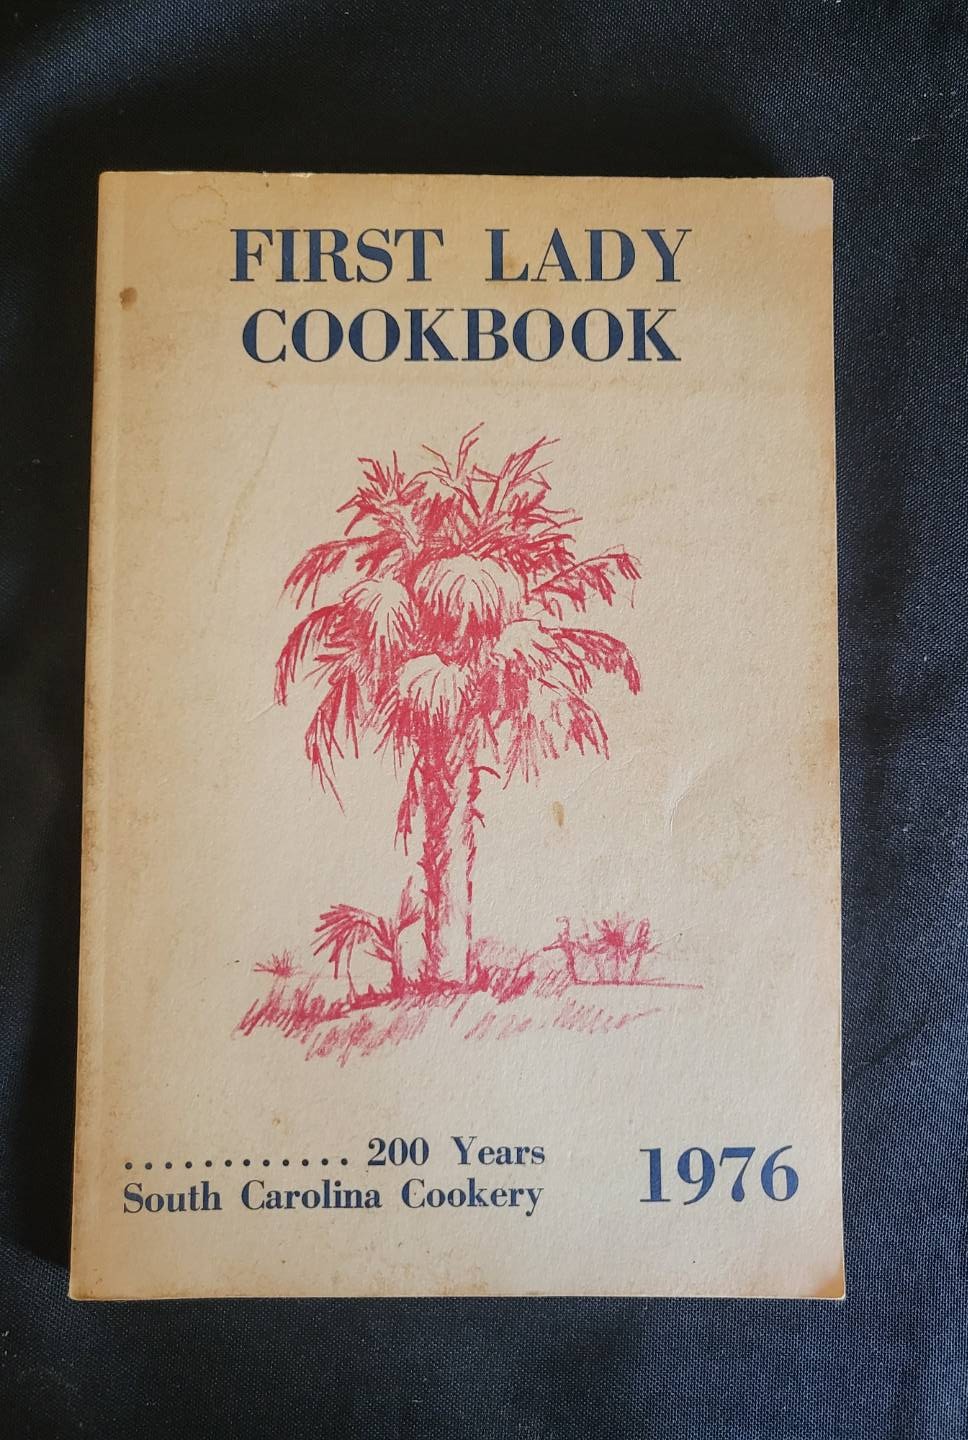 FIRST LADY
COOKBOOK
............ 200 Years
South Carolina Cookery
1976